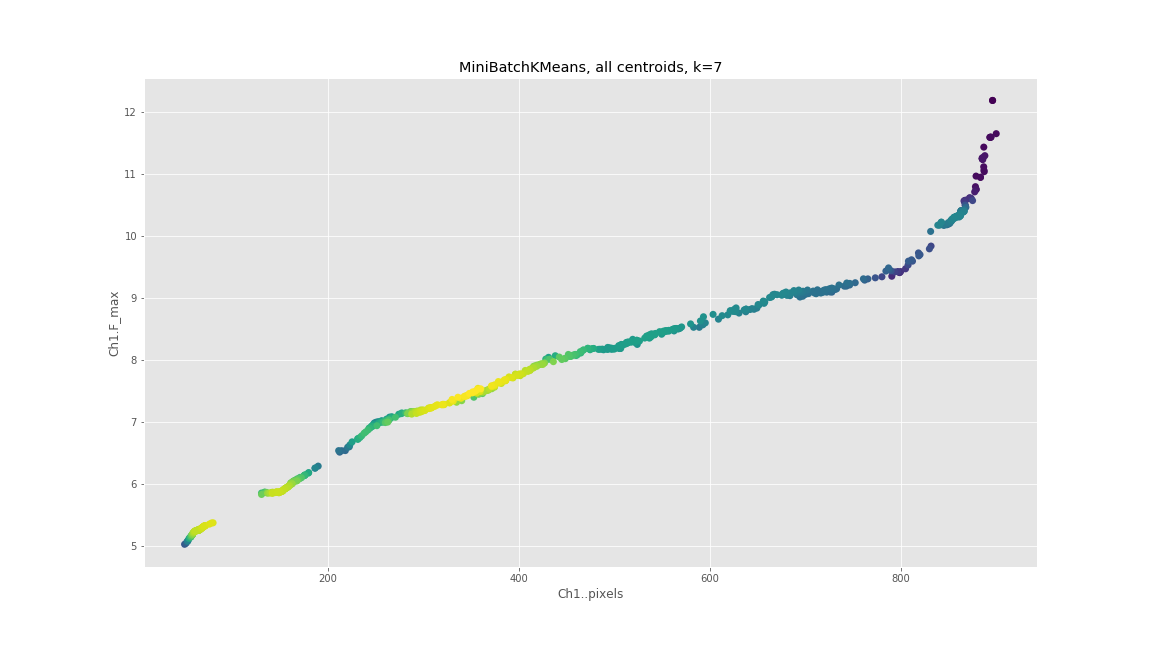 MiniBatchKMeans, all centroids, k=7
12
11
10
9
8
7
6
5
Ch1.F_max
200 400 600 800
Ch1..pixels